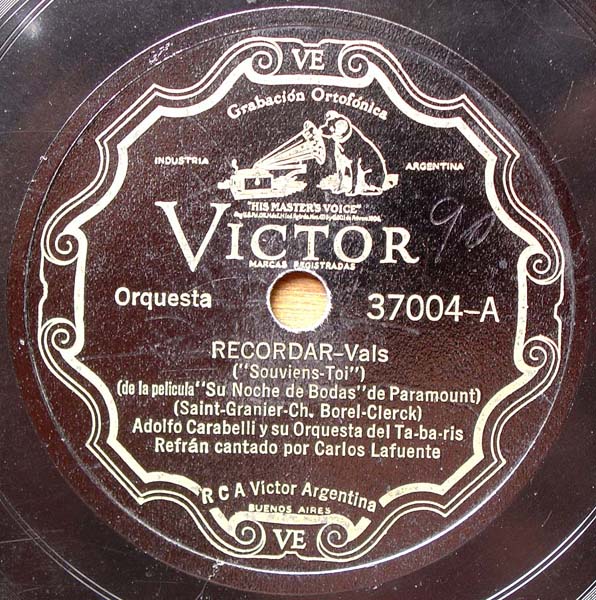 VE
Grabación Ortofónica
INDUSTRIA
ARGENTINA
"HIS MASTER'S VOICE"
VICTOR
MARCAS REGISTRADAS
Orquesta
37004-A
RECORDAR-Vals
("Souviens-Toi")
(de la pelicula "Su Noche de Bodas" de Paramount)
(Saint-Granier-Ch. Borel-Clerck)
Adolfo Carabelli y su Orquesta del Ta-ba-ris
Refrán cantado por Carlos Lafuente
R C A Victor Argentina
BUENOS AIRES
VE